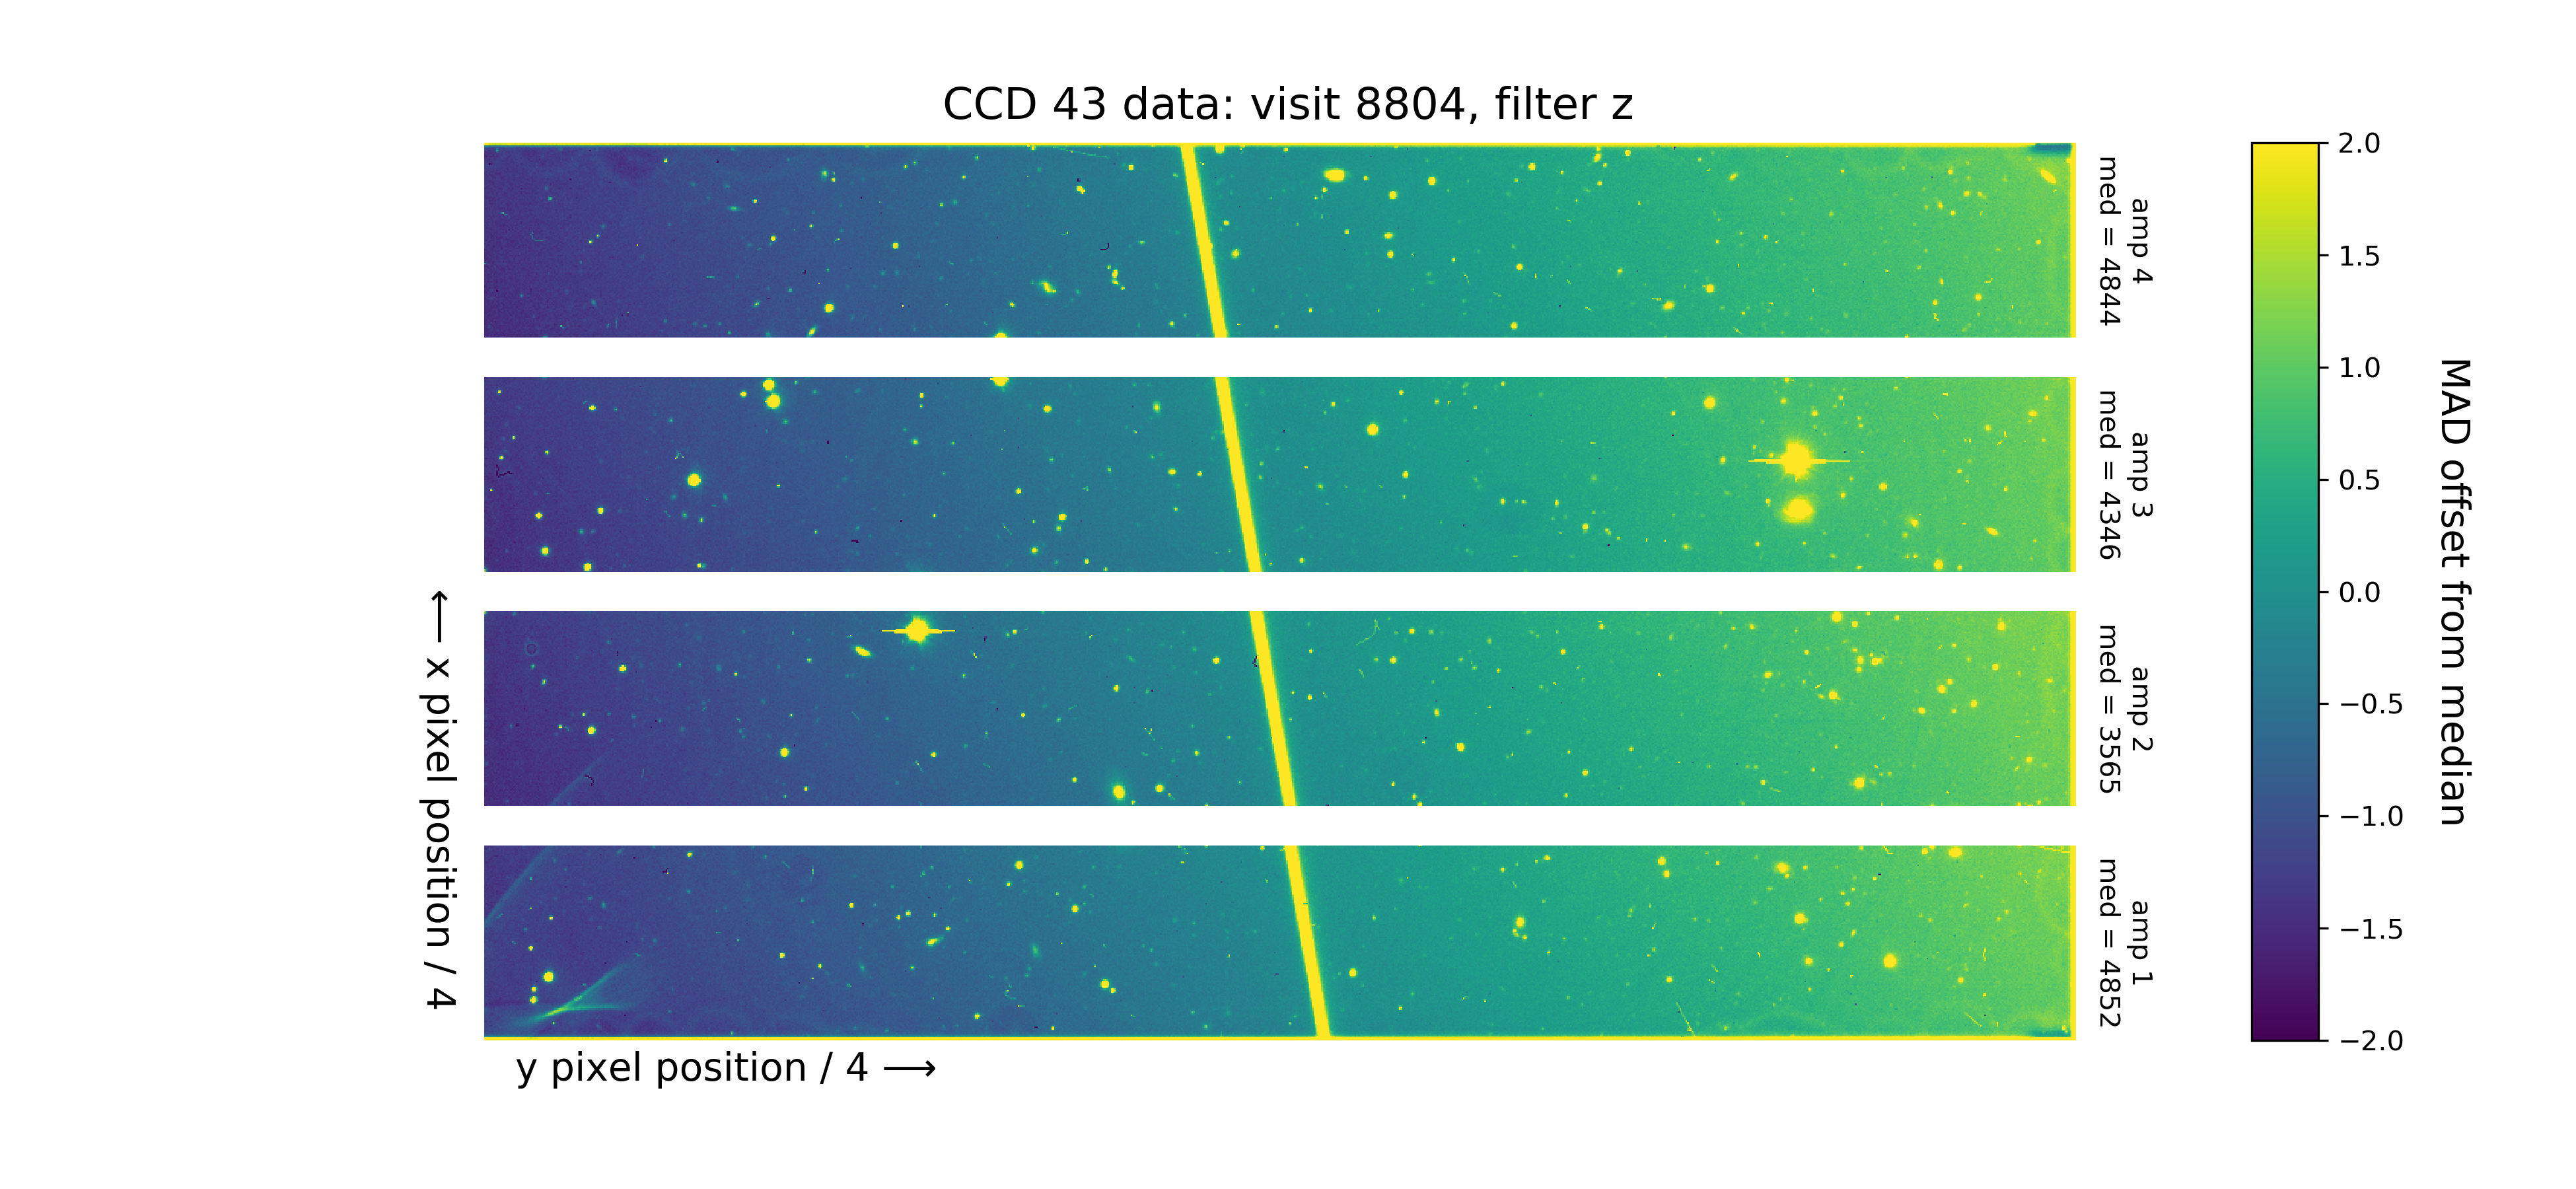 CCD 43 data: visit 8804, filter z
amp 4
med = 4844
amp 3
med = 4346
amp 2
med = 3565
amp 1
med = 4852
⟵ x pixel position / 4
y pixel position / 4 ⟶
2.0
1.5
1.0
0.5
0.0
−0.5
−1.0
−1.5
−2.0
MAD offset from median